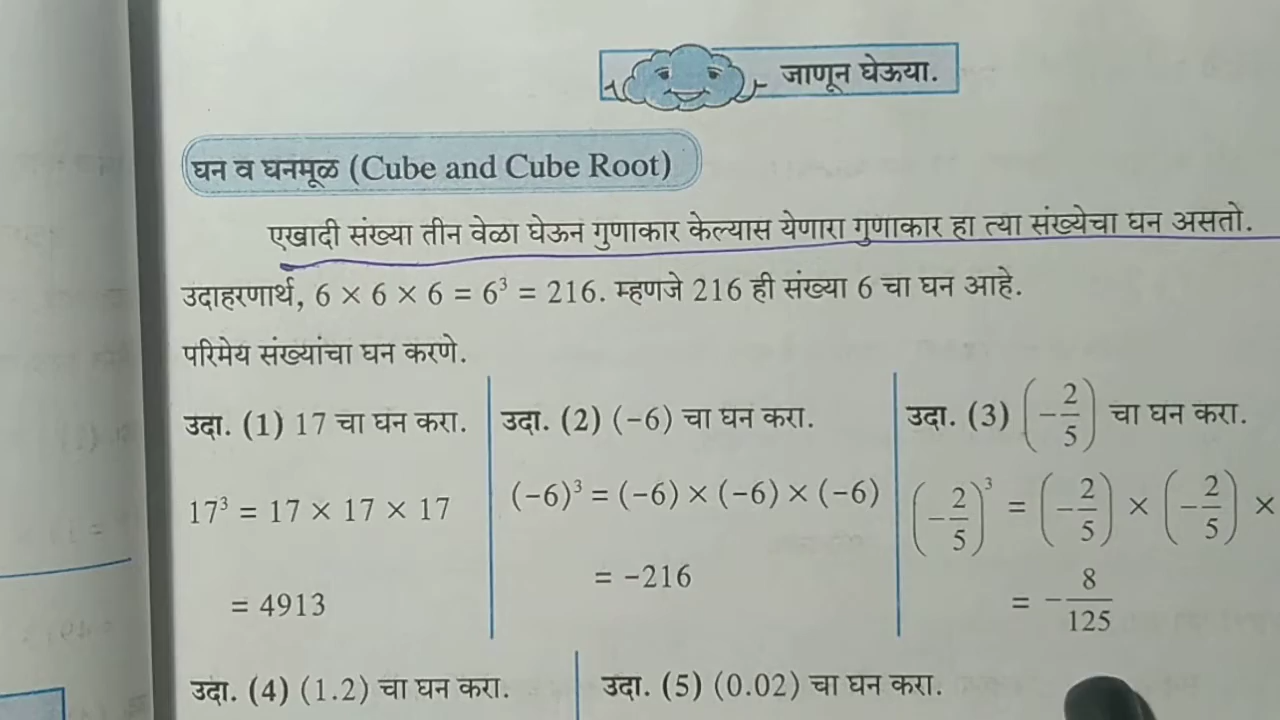 जाणून घेऊया.
घन व घनमूळ (Cube and Cube Root)
एखादी संख्या तीन वेळा घेऊन गुणाकार केल्यास येणारा गुणाकार हा त्या संख्येचा घन असतो.
उदाहरणार्थ, 6 × 6 × 6 = 6³ = 216. म्हणजे 216 ही संख्या 6 चा घन आहे.
परिमेय संख्यांचा घन करणे.
उदा. (1) 17 चा घन करा.
17³ = 17 × 17 × 17
= 4913
उदा. (2) (−6) चा घन करा.
(−6)³ = (−6) × (−6) × (−6)
= −216
उदा. (3) (−2/5) चा घन करा.
(−2/5)³ = (−2/5) × (−2/5) ×
= −8/125
उदा. (4) (1.2) चा घन करा.
उदा. (5) (0.02) चा घन करा.